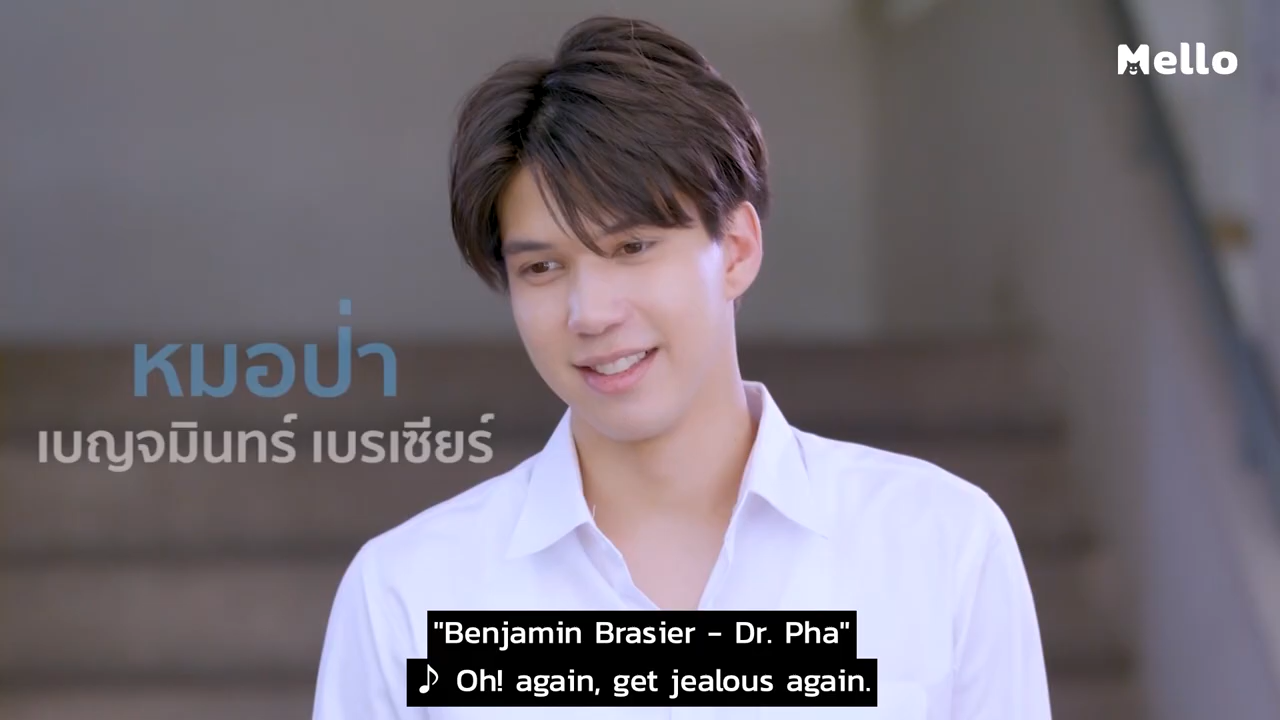 Mello
หมอป่า
เบญจมินทร์ เบรเซียร์
"Benjamin Brasier - Dr. Pha"
♪ Oh! again, get jealous again.